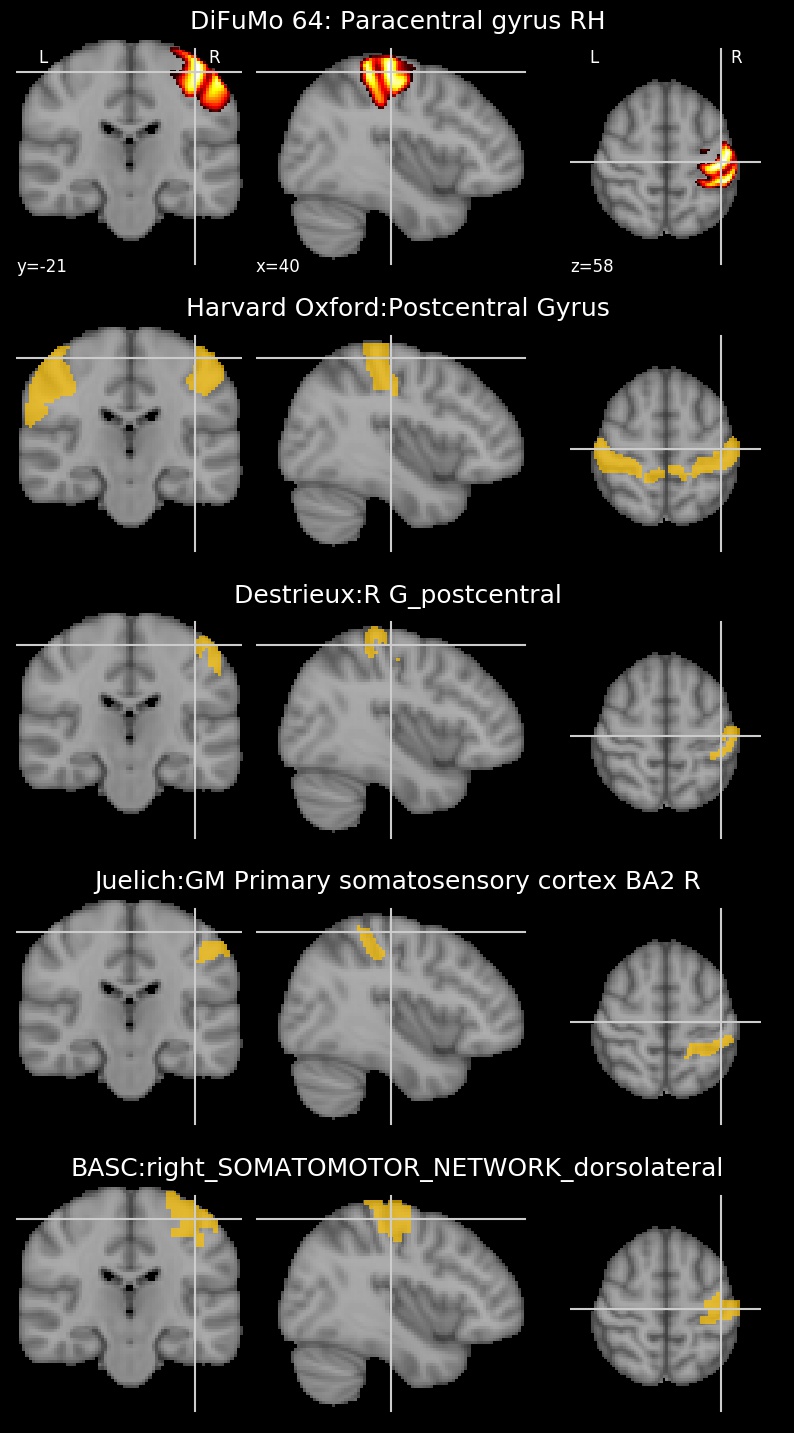 DiFuMo 64: Paracentral gyrus RH
L R L R
y=-21 x=40 z=58
Harvard Oxford:Postcentral Gyrus
Destrieux:R G_postcentral
Juelich:GM Primary somatosensory cortex BA2 R
BASC:right_SOMATOMOTOR_NETWORK_dorsolateral